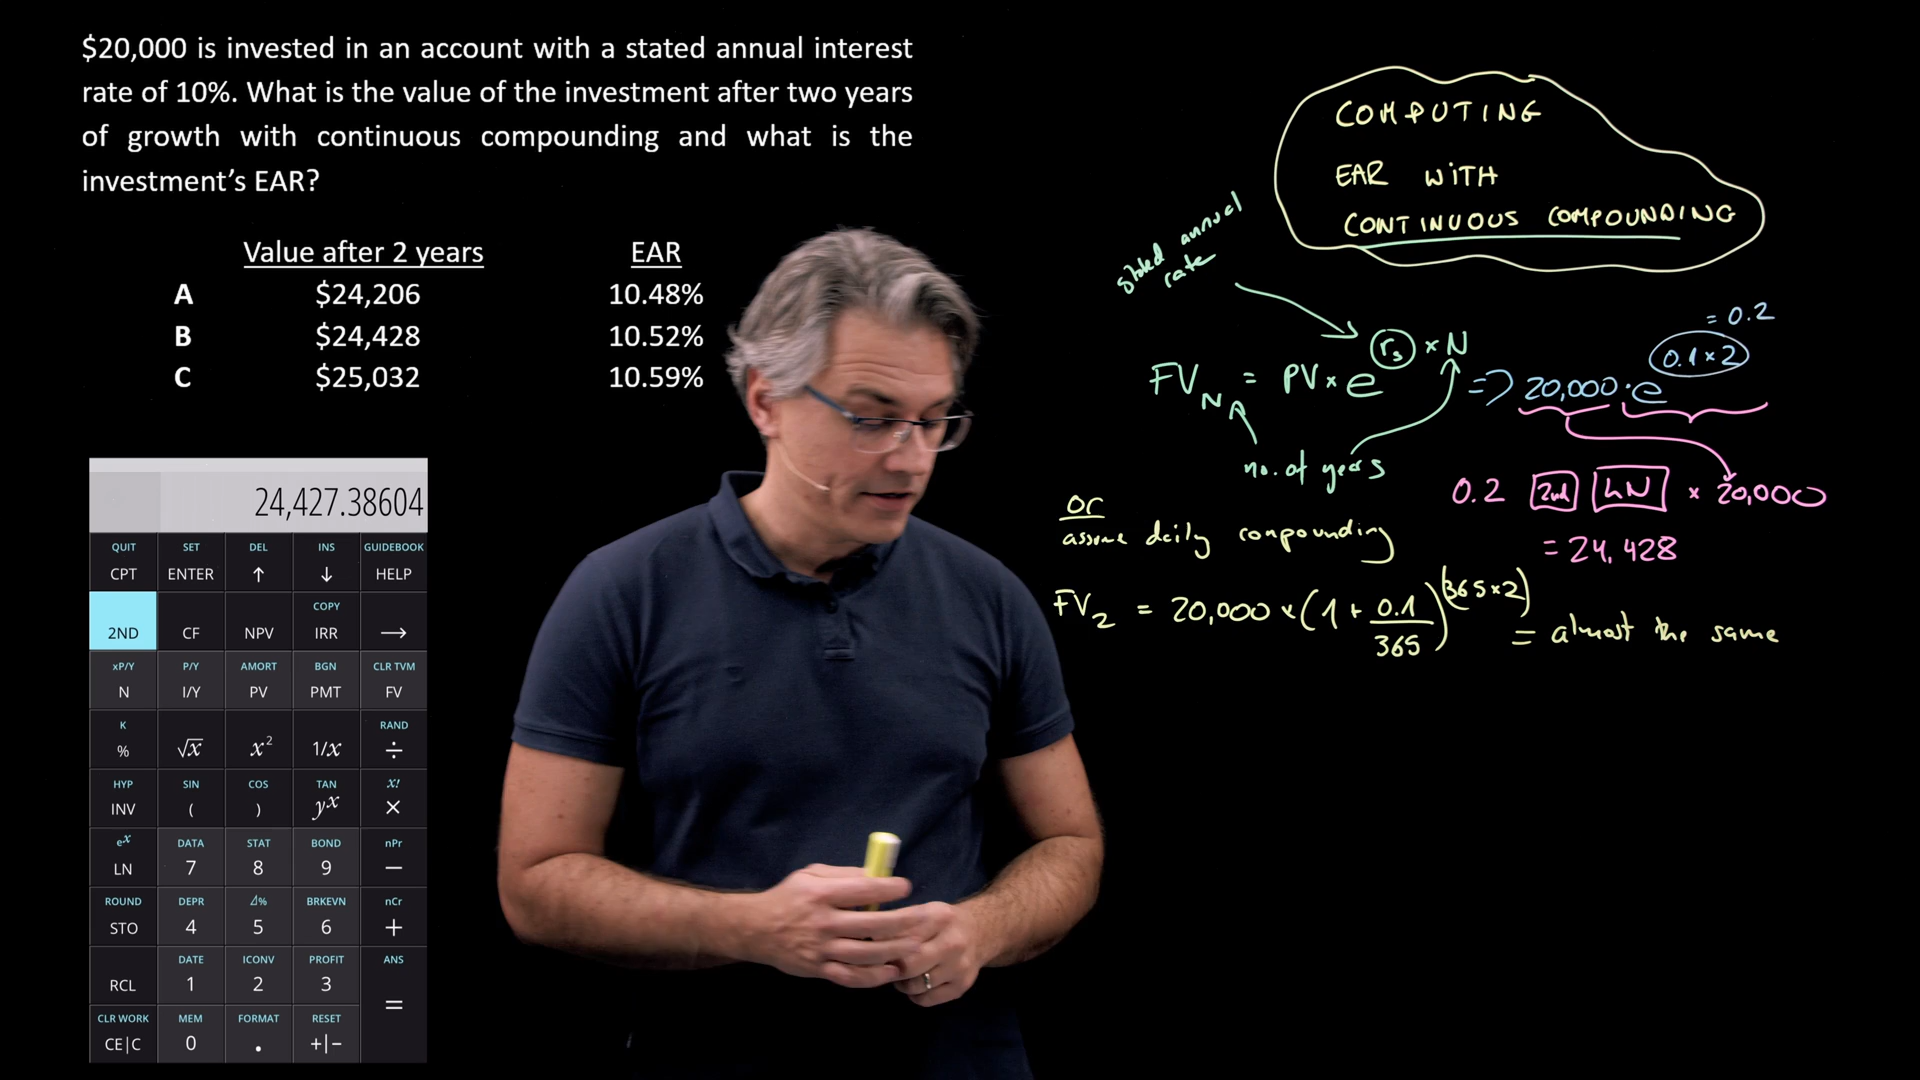 $20,000 is invested in an account with a stated annual interest
rate of 10%. What is the value of the investment after two years
of growth with continuous compounding and what is the
investment’s EAR?
Value after 2 years EAR
A $24,206 10.48%
B $24,428 10.52%
C $25,032 10.59%
24,427.38604
QUIT SET DEL INS GUIDEBOOK
CPT ENTER ↑ ↓ HELP
COPY
2ND CF NPV IRR →
xP/Y P/Y AMORT BGN CLR TVM
N I/Y PV PMT FV
K RAND
% √x x² 1/x ÷
HYP SIN COS TAN x!
INV ( ) yˣ ×
eˣ DATA STAT BOND nPr
LN 7 8 9 −
ROUND DEPR Δ% BRKEVN nCr
STO 4 5 6 +
DATE ICONV PROFIT ANS
RCL 1 2 3 =
CLR WORK MEM FORMAT RESET
CE|C 0 . +|−
COMPUTING
EAR WITH
CONTINUOUS COMPOUNDING
stated annual
rate
= 0.2
FV_N = PV × e^(r_s × N) => 20,000 · e^(0.1 × 2)
no. of years
0.2 2nd LN × 20,000
= 24,428
or
assume daily compounding
FV₂ = 20,000 × (1 + 0.1/365)^(365 × 2) = almost the same